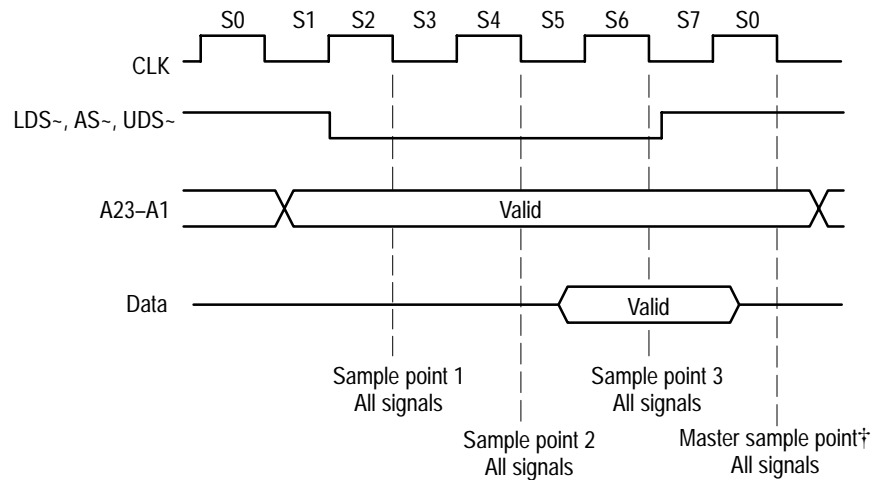 S0 S1 S2 S3 S4 S5 S6 S7 S0
CLK
LDS~, AS~, UDS~
A23–A1 Valid
Data Valid
Sample point 1
All signals
Sample point 3
All signals
Sample point 2
All signals
Master sample point†
All signals